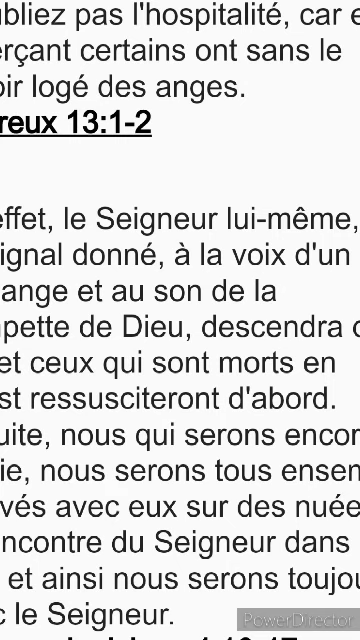 ubliez pas l'hospitalité, car e
erçant certains ont sans le
oir logé des anges.
reux 13:1-2
effet, le Seigneur lui-même,
ignal donné, à la voix d'un
ange et au son de la
pette de Dieu, descendra
et ceux qui sont morts en
st ressusciteront d'abord.
uite, nous qui serons encor
ie, nous serons tous ensem
vés avec eux sur des nuée
ncontre du Seigneur dans
et ainsi nous serons toujou
c le Seigneur.
PowerDirector